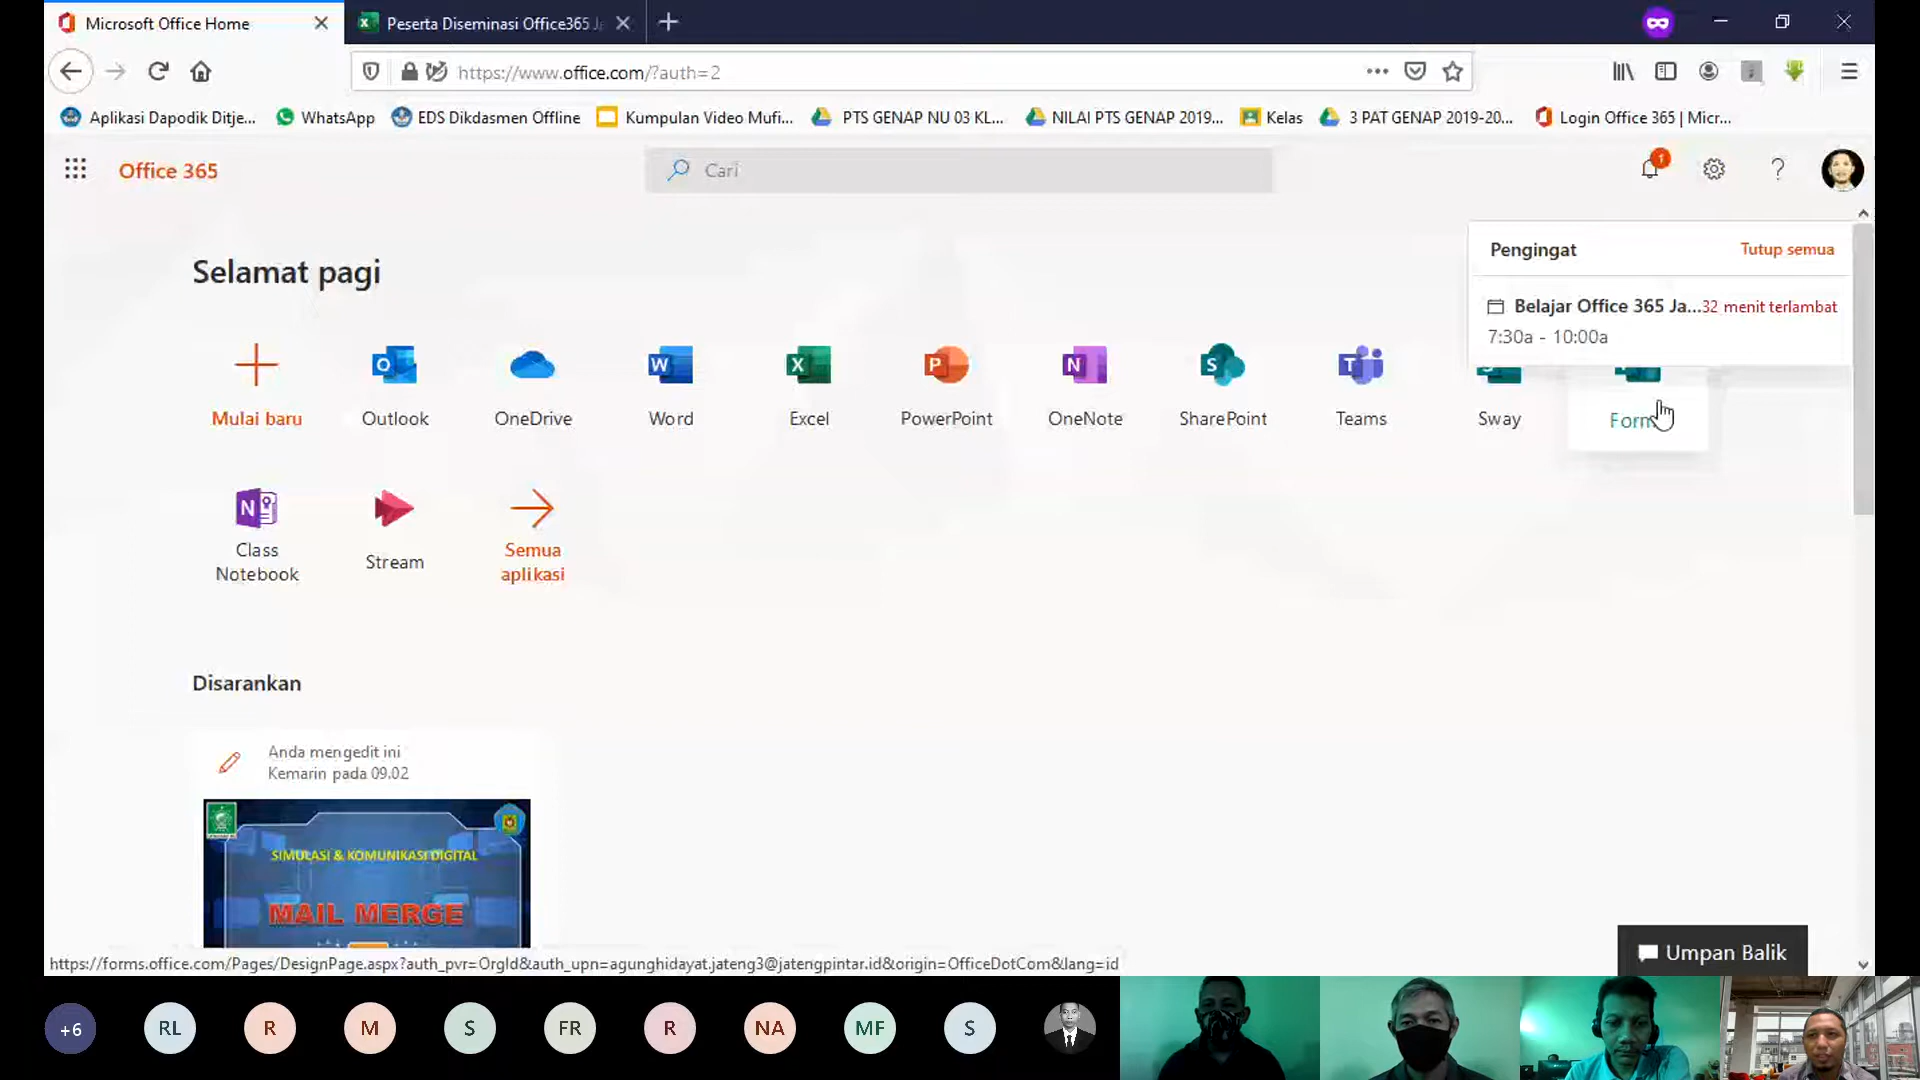 Microsoft Office Home
Peserta Diseminasi Office365 Ja
https://www.office.com/?auth=2
Aplikasi Dapodik Ditje...
WhatsApp
EDS Dikdasmen Offline
Kumpulan Video Mufi...
PTS GENAP NU 03 KL...
NILAI PTS GENAP 2019...
Kelas
3 PAT GENAP 2019-20...
Login Office 365 | Micr...
Office 365
Cari
1
Selamat pagi
Pengingat
Tutup semua
Belajar Office 365 Ja...
32 menit terlambat
7:30a - 10:00a
Mulai baru
Outlook
OneDrive
Word
Excel
PowerPoint
OneNote
SharePoint
Teams
Sway
Class
Notebook
Stream
Semua
aplikasi
Disarankan
Anda mengedit ini
Kemarin pada 09.02
SIMULASI & KOMUNIKASI DIGITAL
MAIL MERGE
Umpan Balik
https://forms.office.com/Pages/DesignPage.aspx?auth_pvr=OrgId&auth_upn=agunghidayat.jateng3@jatengpintar.id&origin=OfficeDotCom&lang=id
+6
RL
R
M
S
FR
R
NA
MF
S